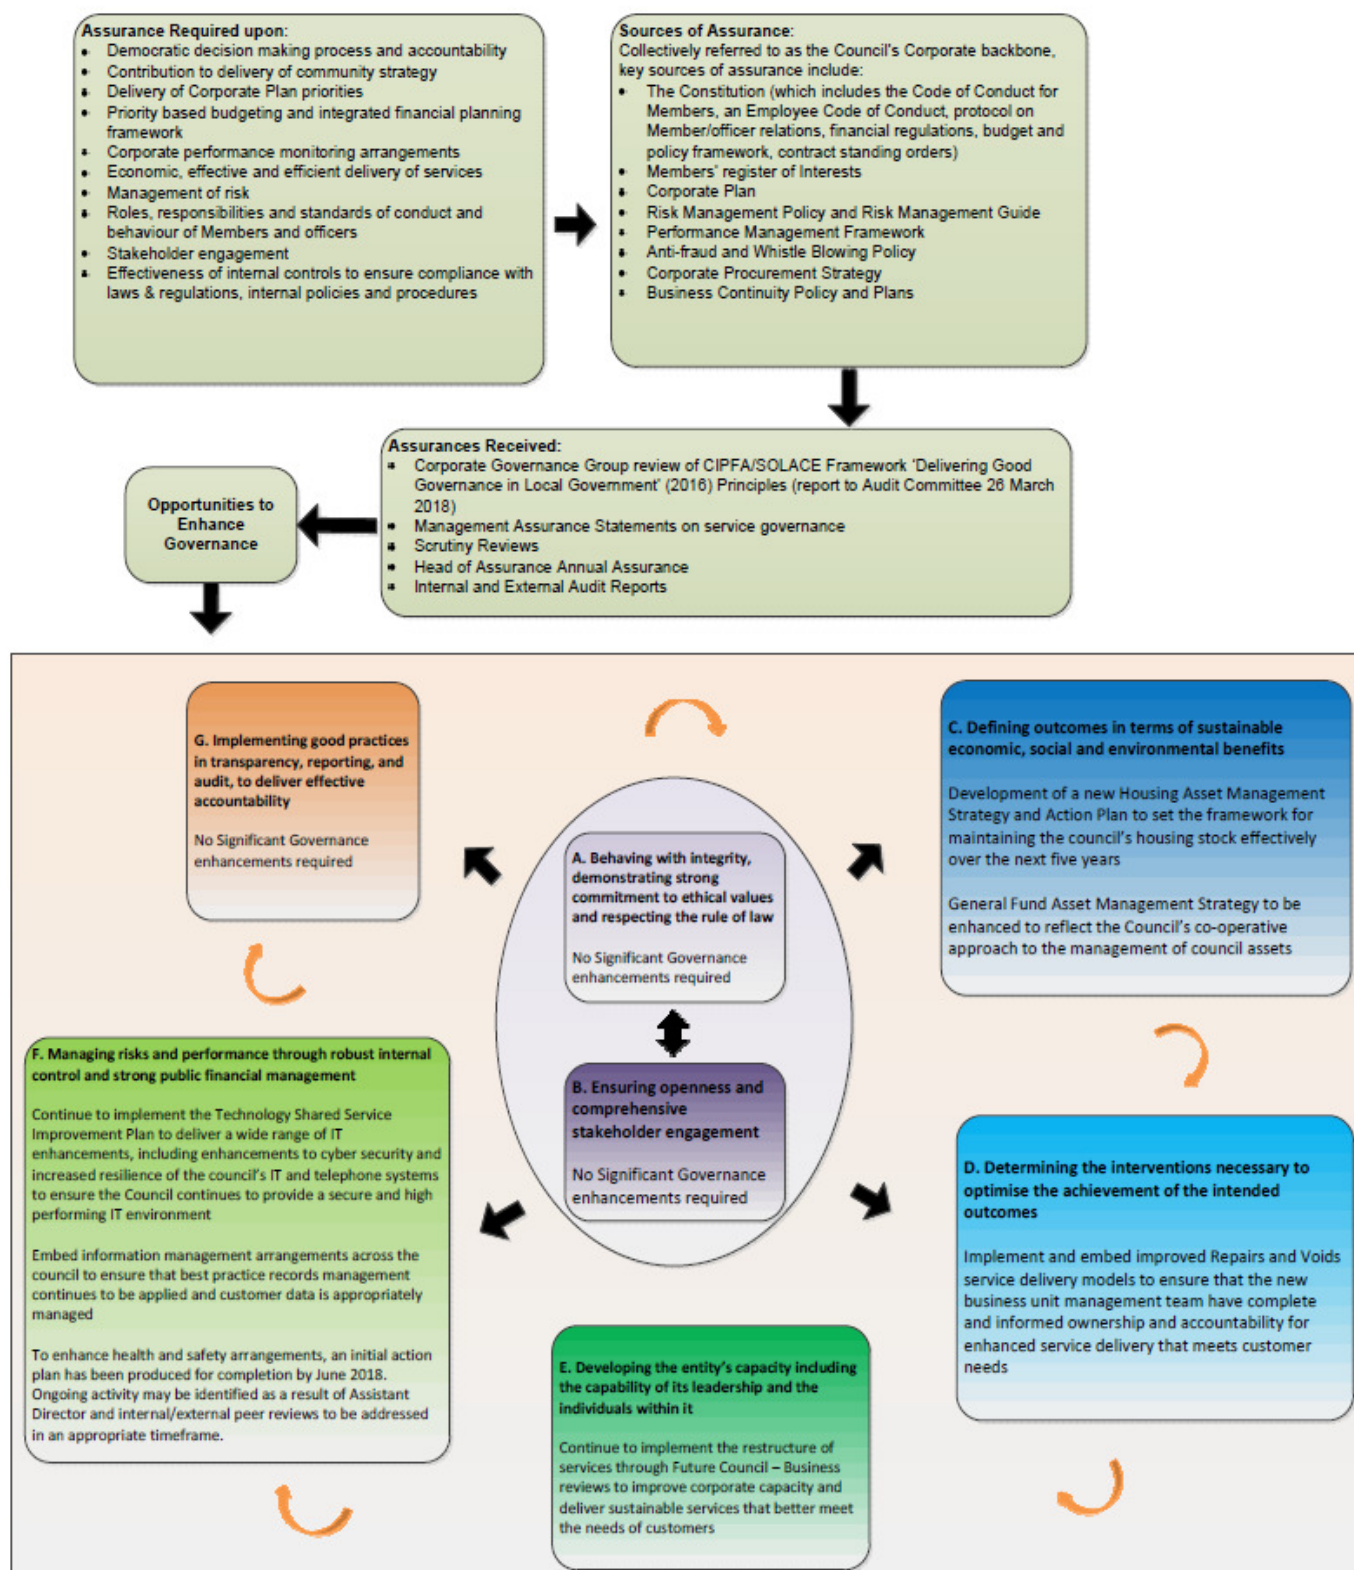 Assurance Required upon:
• Democratic decision making process and accountability
• Contribution to delivery of community strategy
• Delivery of Corporate Plan priorities
• Priority based budgeting and integrated financial planning
framework
• Corporate performance monitoring arrangements
• Economic, effective and efficient delivery of services
• Management of risk
• Roles, responsibilities and standards of conduct and
behaviour of Members and officers
• Stakeholder engagement
• Effectiveness of internal controls to ensure compliance with
laws & regulations, internal policies and procedures
Sources of Assurance:
Collectively referred to as the Council's Corporate backbone,
key sources of assurance include:
• The Constitution (which includes the Code of Conduct for
Members, an Employee Code of Conduct, protocol on
Member/officer relations, financial regulations, budget and
policy framework, contract standing orders)
• Members' register of Interests
• Corporate Plan
• Risk Management Policy and Risk Management Guide
• Performance Management Framework
• Anti-fraud and Whistle Blowing Policy
• Corporate Procurement Strategy
• Business Continuity Policy and Plans
Assurances Received:
• Corporate Governance Group review of CIPFA/SOLACE Framework 'Delivering Good
Governance in Local Government' (2016) Principles (report to Audit Committee 26 March
2018)
• Management Assurance Statements on service governance
• Scrutiny Reviews
• Head of Assurance Annual Assurance
• Internal and External Audit Reports
Opportunities to
Enhance
Governance
G. Implementing good practices
in transparency, reporting, and
audit, to deliver effective
accountability
No Significant Governance
enhancements required
A. Behaving with integrity,
demonstrating strong
commitment to ethical values
and respecting the rule of law
No Significant Governance
enhancements required
B. Ensuring openness and
comprehensive
stakeholder engagement
No Significant Governance
enhancements required
C. Defining outcomes in terms of sustainable
economic, social and environmental benefits
Development of a new Housing Asset Management
Strategy and Action Plan to set the framework for
maintaining the council's housing stock effectively
over the next five years
General Fund Asset Management Strategy to be
enhanced to reflect the Council's co-operative
approach to the management of council assets
D. Determining the interventions necessary to
optimise the achievement of the intended
outcomes
Implement and embed improved Repairs and Voids
service delivery models to ensure that the new
business unit management team have complete
and informed ownership and accountability for
enhanced service delivery that meets customer
needs
E. Developing the entity's capacity including
the capability of its leadership and the
individuals within it
Continue to implement the restructure of
services through Future Council – Business
reviews to improve corporate capacity and
deliver sustainable services that better meet
the needs of customers
F. Managing risks and performance through robust internal
control and strong public financial management
Continue to implement the Technology Shared Service
Improvement Plan to deliver a wide range of IT
enhancements, including enhancements to cyber security and
increased resilience of the council's IT and telephone systems
to ensure the Council continues to provide a secure and high
performing IT environment
Embed information management arrangements across the
council to ensure that best practice records management
continues to be applied and customer data is appropriately
managed
To enhance health and safety arrangements, an initial action
plan has been produced for completion by June 2018.
Ongoing activity may be identified as a result of Assistant
Director and internal/external peer reviews to be addressed
in an appropriate timeframe.